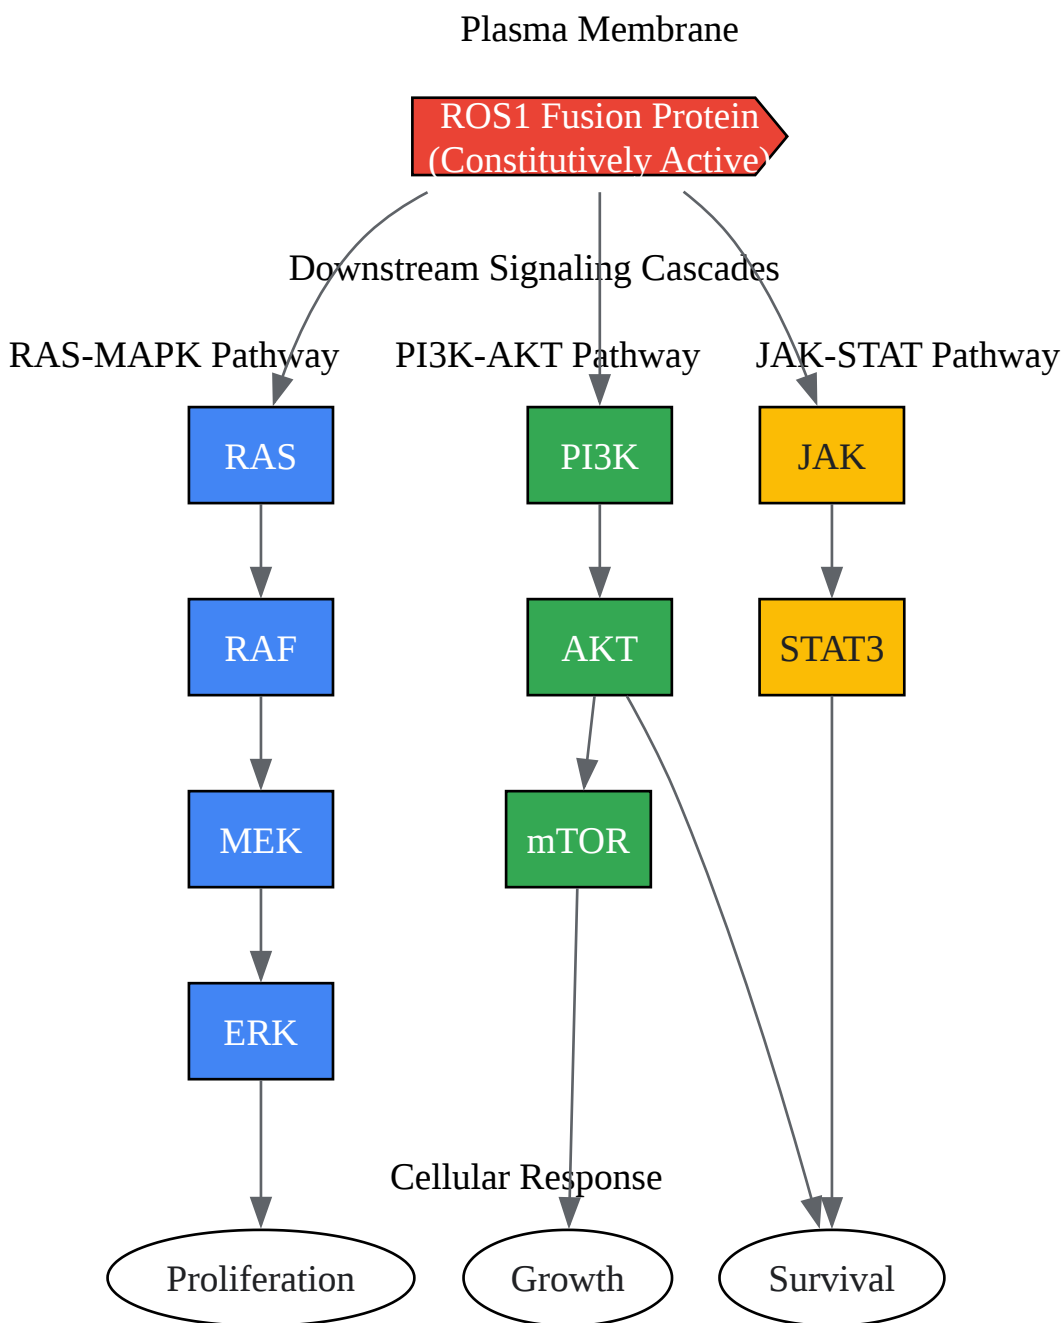 Plasma Membrane
ROS1 Fusion Protein
(Constitutively Active)
Downstream Signaling Cascades
RAS-MAPK Pathway
PI3K-AKT Pathway
JAK-STAT Pathway
RAS
PI3K
JAK
RAF
AKT
STAT3
MEK
mTOR
ERK
Cellular Response
Proliferation
Growth
Survival